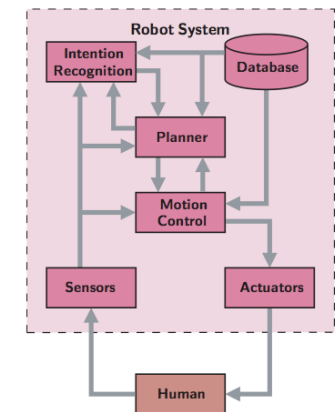 Robot System
Intention
Recognition
Database
Planner
Motion
Control
Sensors
Actuators
Human